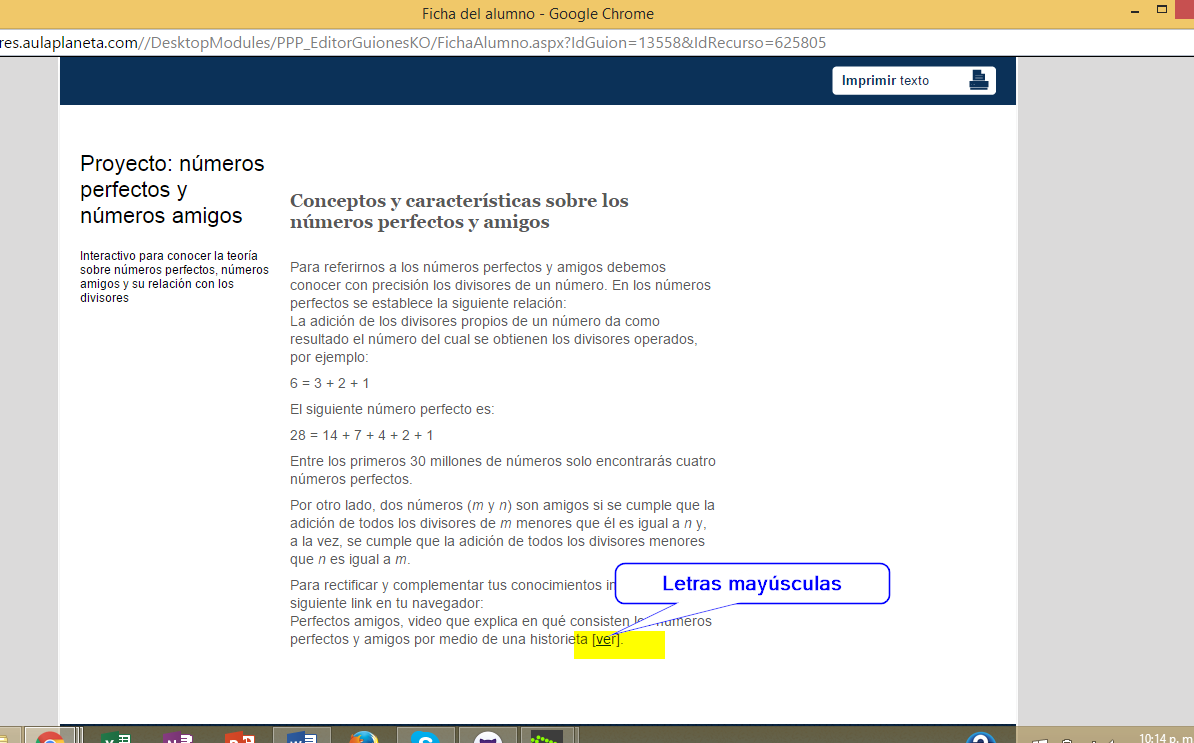 Ficha del alumno - Google Chrome
res.aulaplaneta.com//DesktopModules/PPP_EditorGuionesKO/FichaAlumno.aspx?IdGuion=13558&IdRecurso=625805
Imprimir texto
Proyecto: números
perfectos y
números amigos
Interactivo para conocer la teoría
sobre números perfectos, números
amigos y su relación con los
divisores
Conceptos y características sobre los
números perfectos y amigos
Para referirnos a los números perfectos y amigos debemos
conocer con precisión los divisores de un número. En los números
perfectos se establece la siguiente relación:
La adición de los divisores propios de un número da como
resultado el número del cual se obtienen los divisores operados,
por ejemplo:
6 = 3 + 2 + 1
El siguiente número perfecto es:
28 = 14 + 7 + 4 + 2 + 1
Entre los primeros 30 millones de números solo encontrarás cuatro
números perfectos.
Por otro lado, dos números (m y n) son amigos si se cumple que la
adición de todos los divisores de m menores que él es igual a n y,
a la vez, se cumple que la adición de todos los divisores menores
que n es igual a m.
Para rectificar y complementar tus conocimientos
Letras mayúsculas
siguiente link en tu navegador:
Perfectos amigos, video que explica en qué consisten números
perfectos y amigos por medio de una historieta [ver].
10:14 p. m